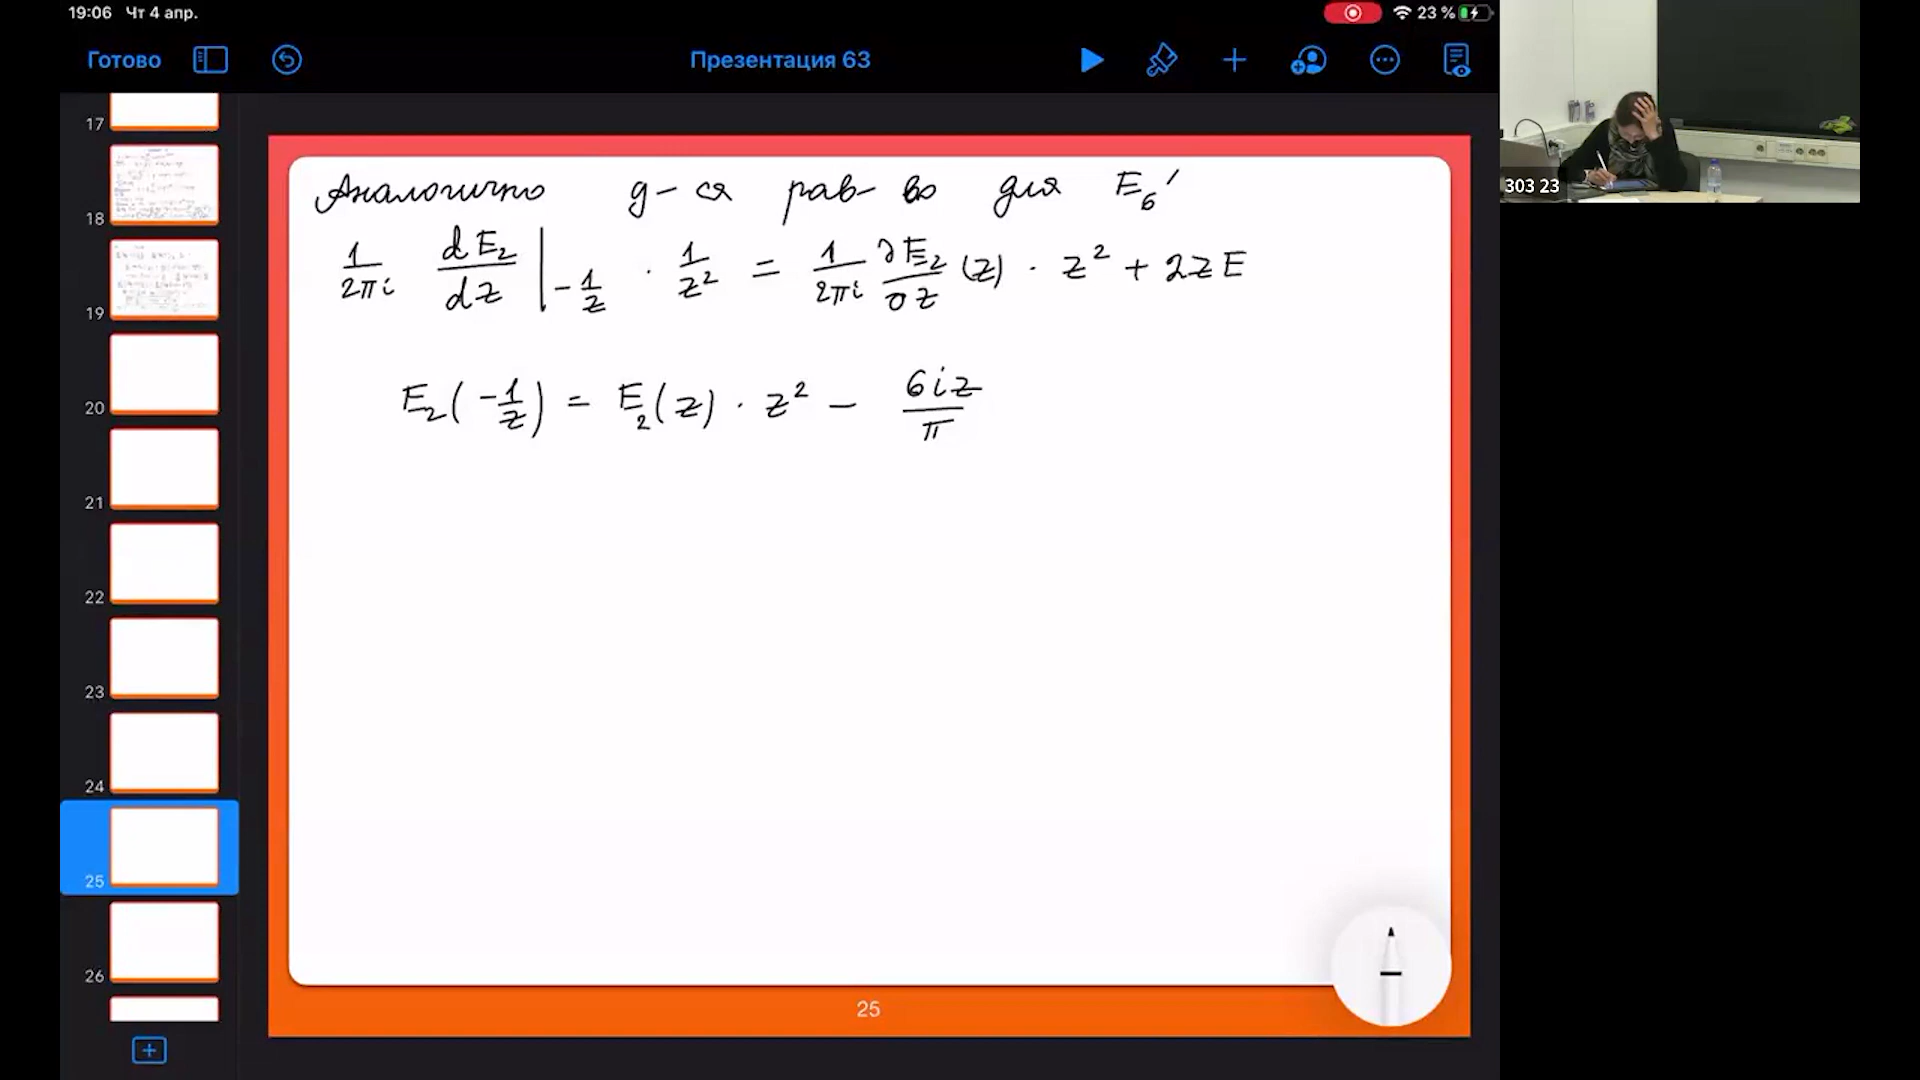 19:06 Чт 4 апр.
23 %
Готово
Презентация 63
303 23
17
18
19
20
21
22
23
24
25
26
Аналогично д-ся рав-во для E₆'
1/2πi dE₂/dz |₋₁/z · 1/z² = 1/2πi ∂E₂/∂z (z) · z² + 2zE
E₂(-1/z) = E₂(z) · z² - 6iz/π
25